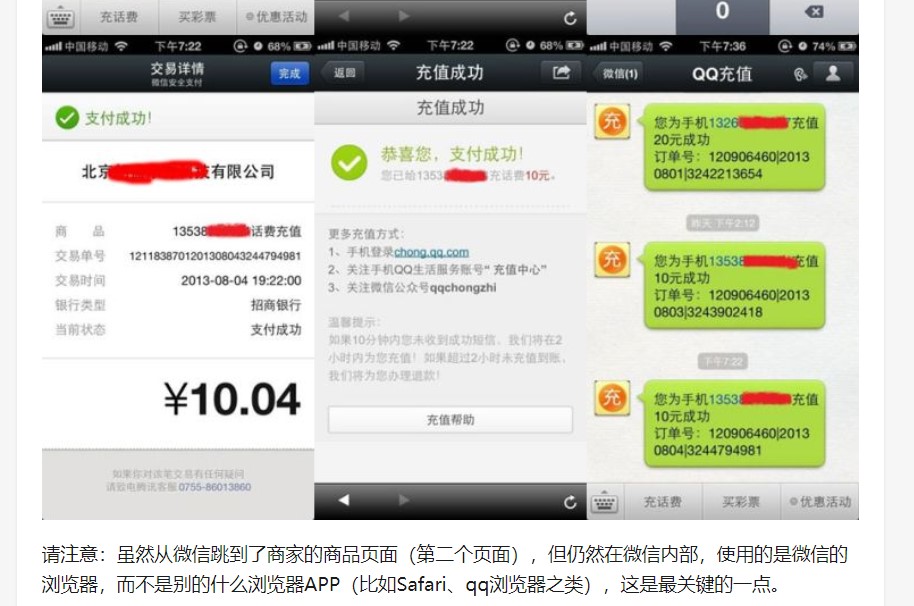 充话费
买彩票
优惠活动
0
中国移动
下午7:22
68%
交易详情
微信安全支付
完成
支付成功!
北京
有限公司
商 品
1353
话费充值
交易单号
1211838701201308043244794981
交易时间
2013-08-04 19:22:00
银行类型
招商银行
当前状态
支付成功
¥10.04
如果你对该笔交易有任何疑问
请致电腾讯客服0755-86013860
中国移动
下午7:22
68%
返回
充值成功
充值成功
恭喜您，支付成功！
您已给1353
充话费10元。
更多充值方式：
1、手机登录chong.qq.com
2、关注手机QQ生活服务账号“ 充值中心”
3、关注微信公众号qqchongzhi
温馨提示：
如果10分钟内您未收到成功短信，我们将在2
小时内为您充值！如果超过2小时未充值到账，
我们将为您办理退款！
充值帮助
中国移动
下午7:36
74%
微信(1)
QQ充值
充
您为手机1326
充值
20元成功
订单号：120906460|2013
0801|3242213654
昨天 下午2:12
充
您为手机1353
充值
10元成功
订单号：120906460|2013
0803|3243902418
下午7:22
充
您为手机1353
充值
10元成功
订单号：120906460|2013
0804|3244794981
充话费
买彩票
优惠活动
请注意：虽然从微信跳到了商家的商品页面（第二个页面），但仍然在微信内部，使用的是微信的
浏览器，而不是别的什么浏览器APP（比如Safari、qq浏览器之类），这是最关键的一点。